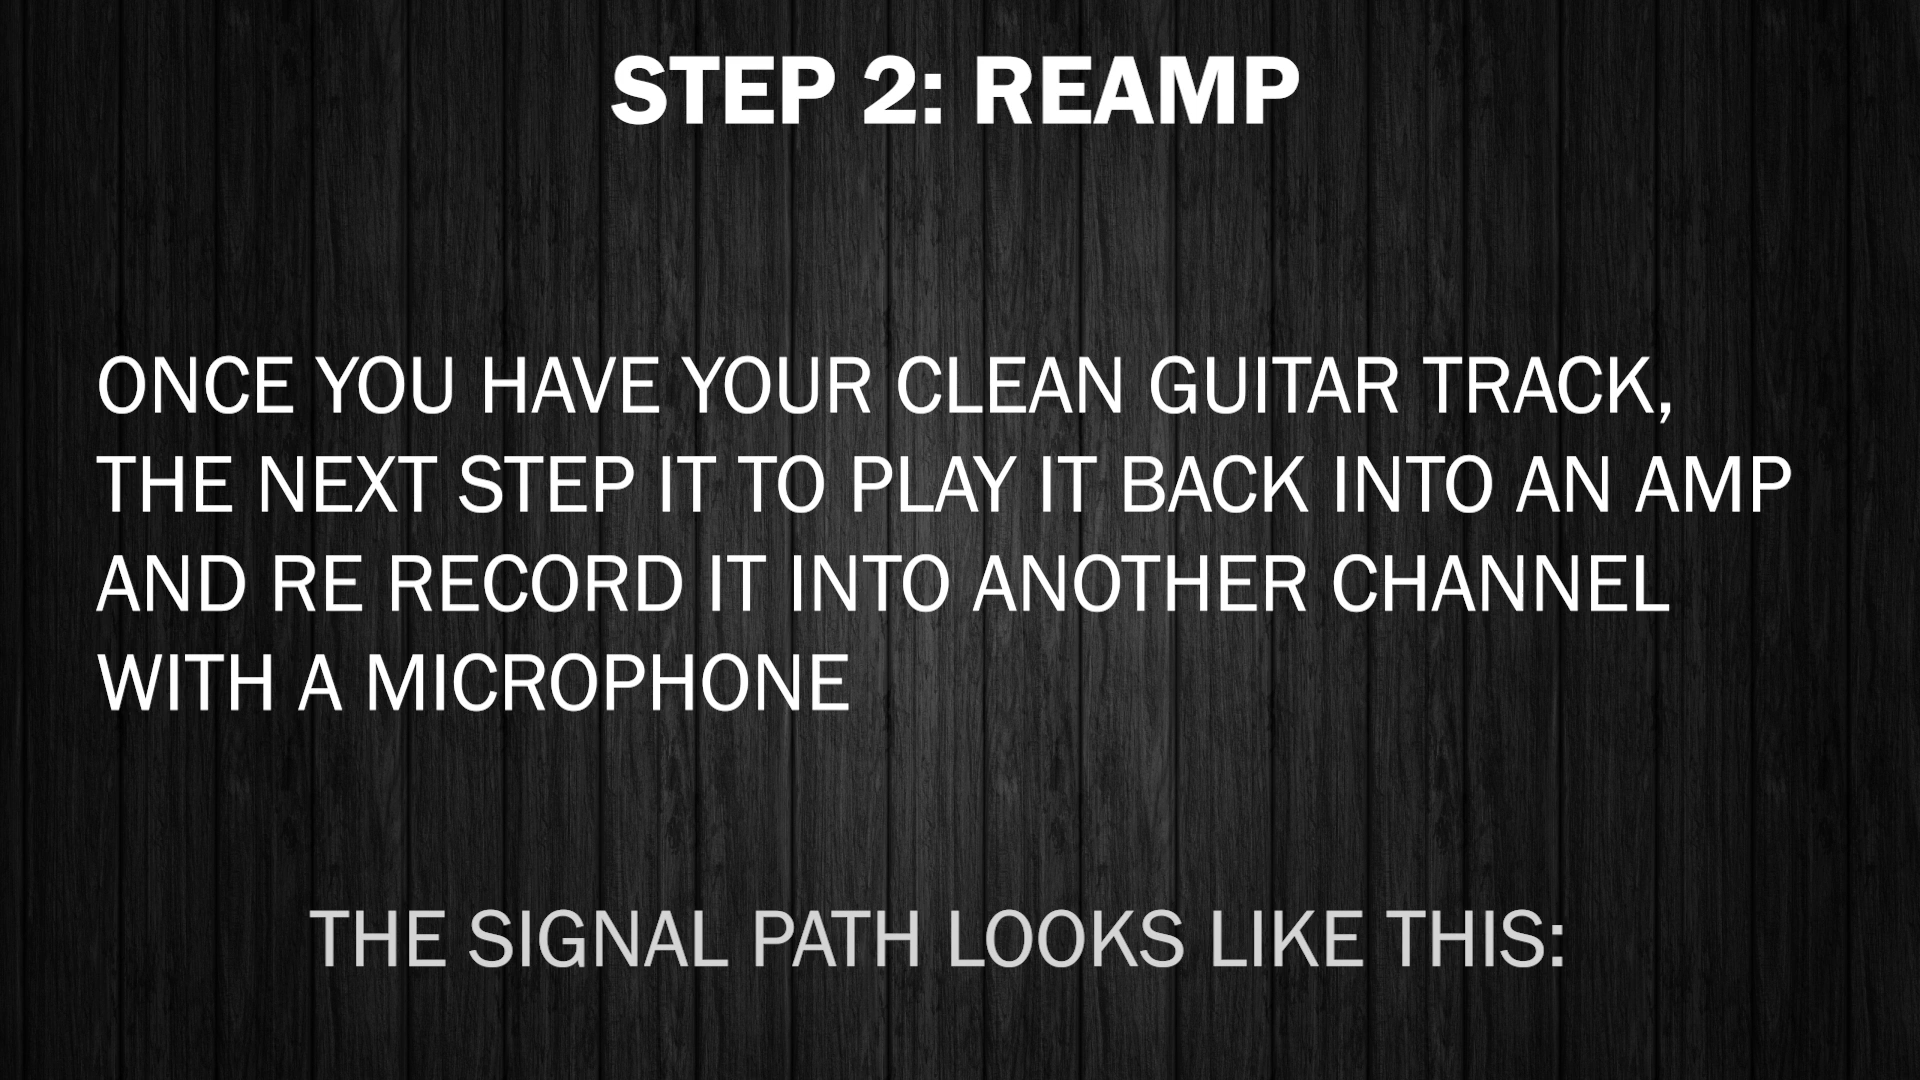 STEP 2: REAMP
ONCE YOU HAVE YOUR CLEAN GUITAR TRACK,
THE NEXT STEP IT TO PLAY IT BACK INTO AN AMP
AND RE RECORD IT INTO ANOTHER CHANNEL
WITH A MICROPHONE
THE SIGNAL PATH LOOKS LIKE THIS: